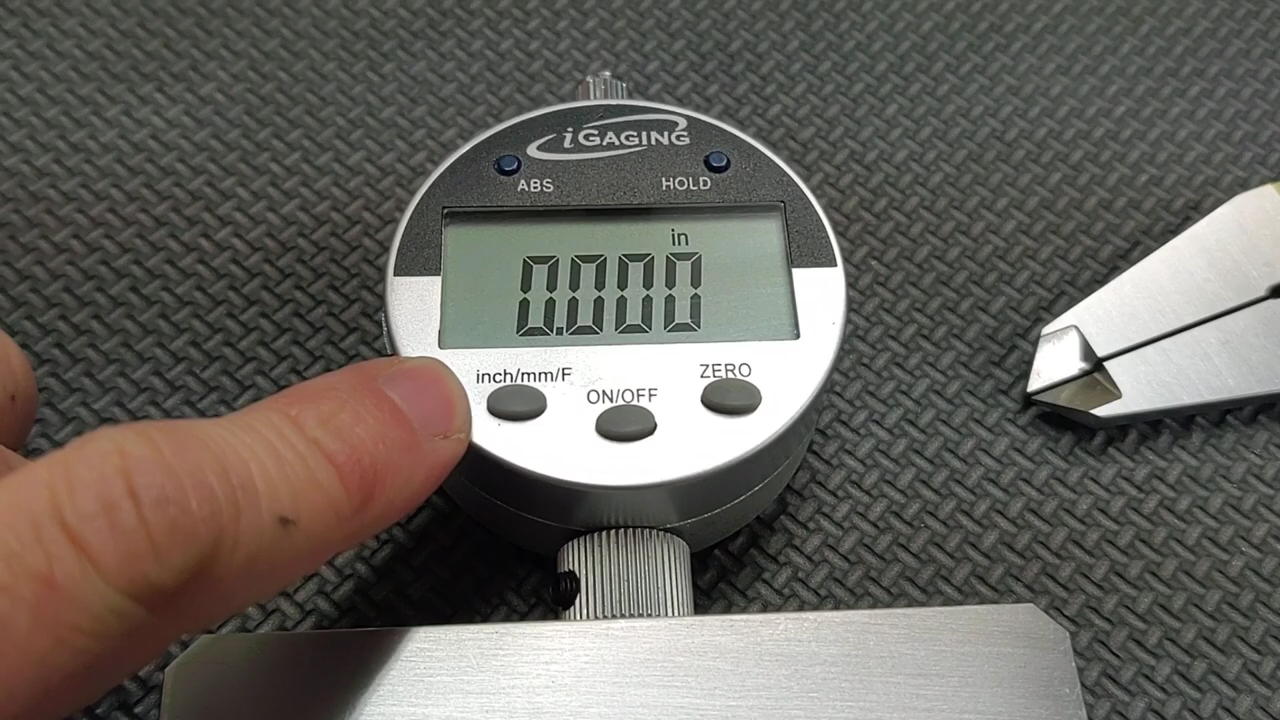 iGAGING
ABS
HOLD
in
0.000
inch/mm/F
ON/OFF
ZERO